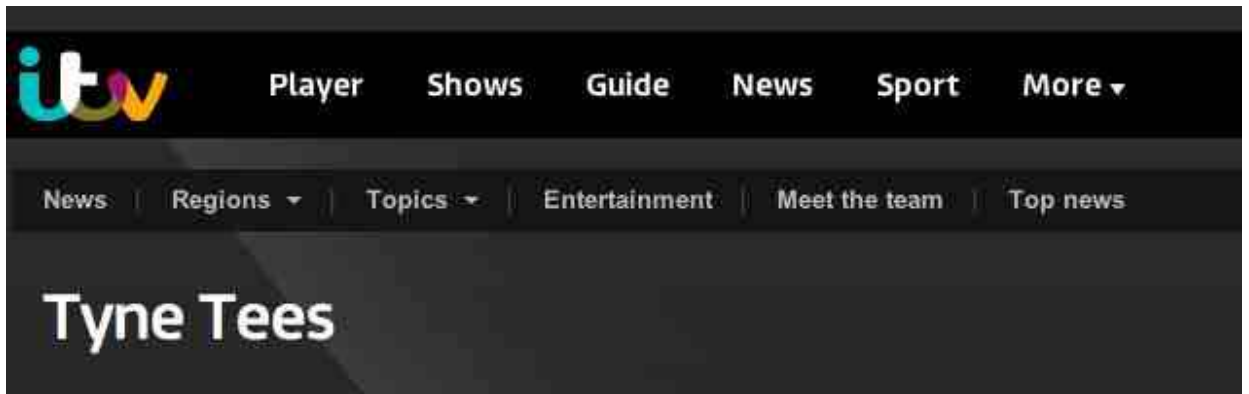 itv Player Shows Guide News Sport More
News Regions Topics Entertainment Meet the team Top news
Tyne Tees